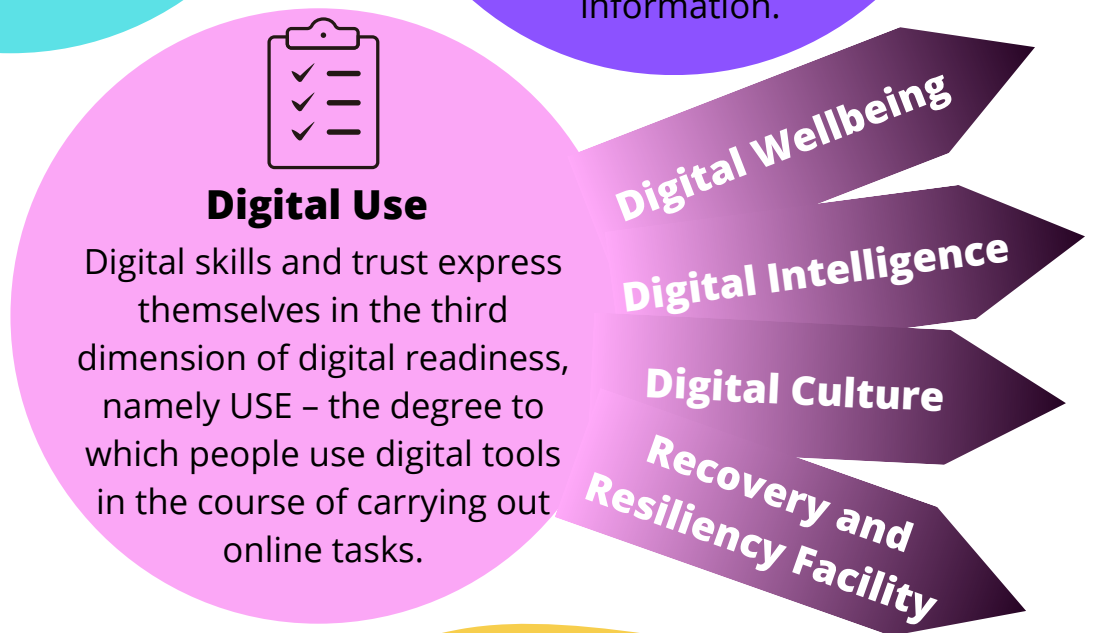 information.
Digital Use
Digital skills and trust express
themselves in the third
dimension of digital readiness,
namely USE – the degree to
which people use digital tools
in the course of carrying out
online tasks.
Digital Wellbeing
Digital Intelligence
Digital Culture
Recovery and
Resiliency Facility